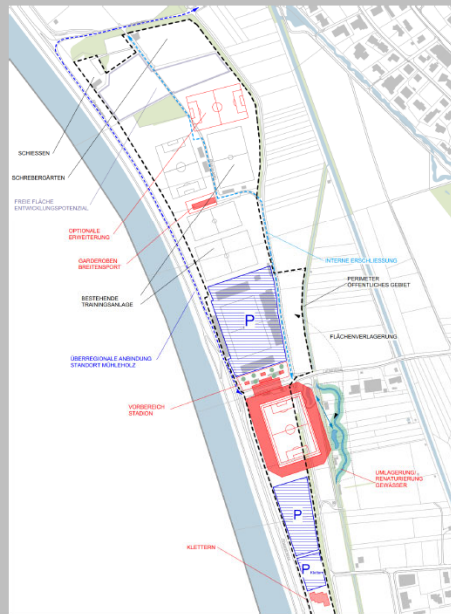 SCHIESSEN
SCHREBERGÄRTEN
FREIE FLÄCHE
ENTWICKLUNGSPOTENZIAL
OPTIONALE
ERWEITERUNG
GARDEROBEN
BREITENSPORT
INTERNE ERSCHLIESSUNG
PERIMETER
ÖFFENTLICHES GEBIET
BESTEHENDE
TRAININGSANLAGE
P
FLÄCHENVERLAGERUNG
ÜBERREGIONALE ANBINDUNG
STANDORT MÜHLEHOLZ
VORBEREICH
STADION
UMLAGERUNG/
RENATURIERUNG
GEWÄSSER
P
KLETTERN
P